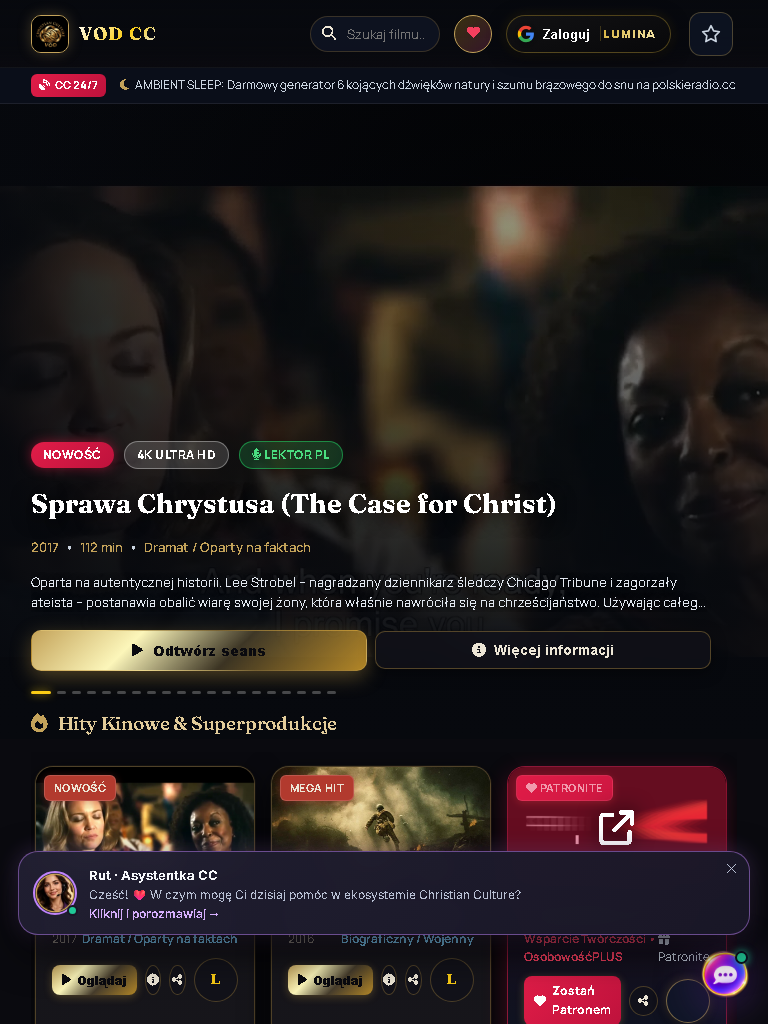 VOD CC
Szukaj filmu..
Zaloguj
LUMINA
CC 24/7
AMBIENT SLEEP: Darmowy generator 6 kojących dźwięków natury i szumu brązowego do snu na polskieradio.cc
NOWOŚĆ
4K ULTRA HD
LEKTOR PL
Sprawa Chrystusa (The Case for Christ)
2017 • 112 min • Dramat / Oparty na faktach
Oparta na autentycznej historii. Lee Strobel – nagradzany dziennikarz śledczy Chicago Tribune i zagorzały
ateista – postanawia obalić wiarę swojej żony, która właśnie nawróciła się na chrześcijaństwo. Używając całeg...
I promise you
Odtwórz seans
Więcej informacji
Hity Kinowe & Superprodukcje
NOWOŚĆ
MEGA HIT
PATRONITE
Rut · Asystentka CC
Cześć! ❤️ W czym mogę Ci dzisiaj pomóc w ekosystemie Christian Culture?
Kliknij i porozmawiaj →
2017 Dramat / Oparty na faktach
2016 Biograficzny / Wojenny
Wsparcie Twórczości •
OsobowośćPLUS
Patronite
Oglądaj
L
Oglądaj
L
Zostań
Patronem